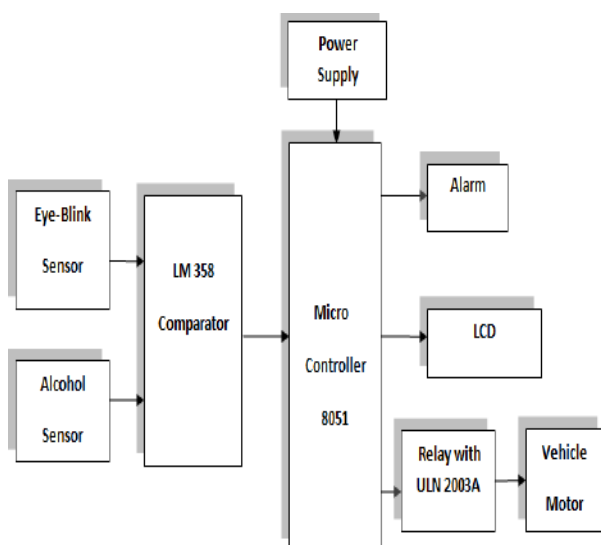 Power
Supply
Eye-Blink
Sensor
Alcohol
Sensor
LM 358
Comparator
Micro
Controller
8051
Alarm
LCD
Relay with
ULN 2003A
Vehicle
Motor